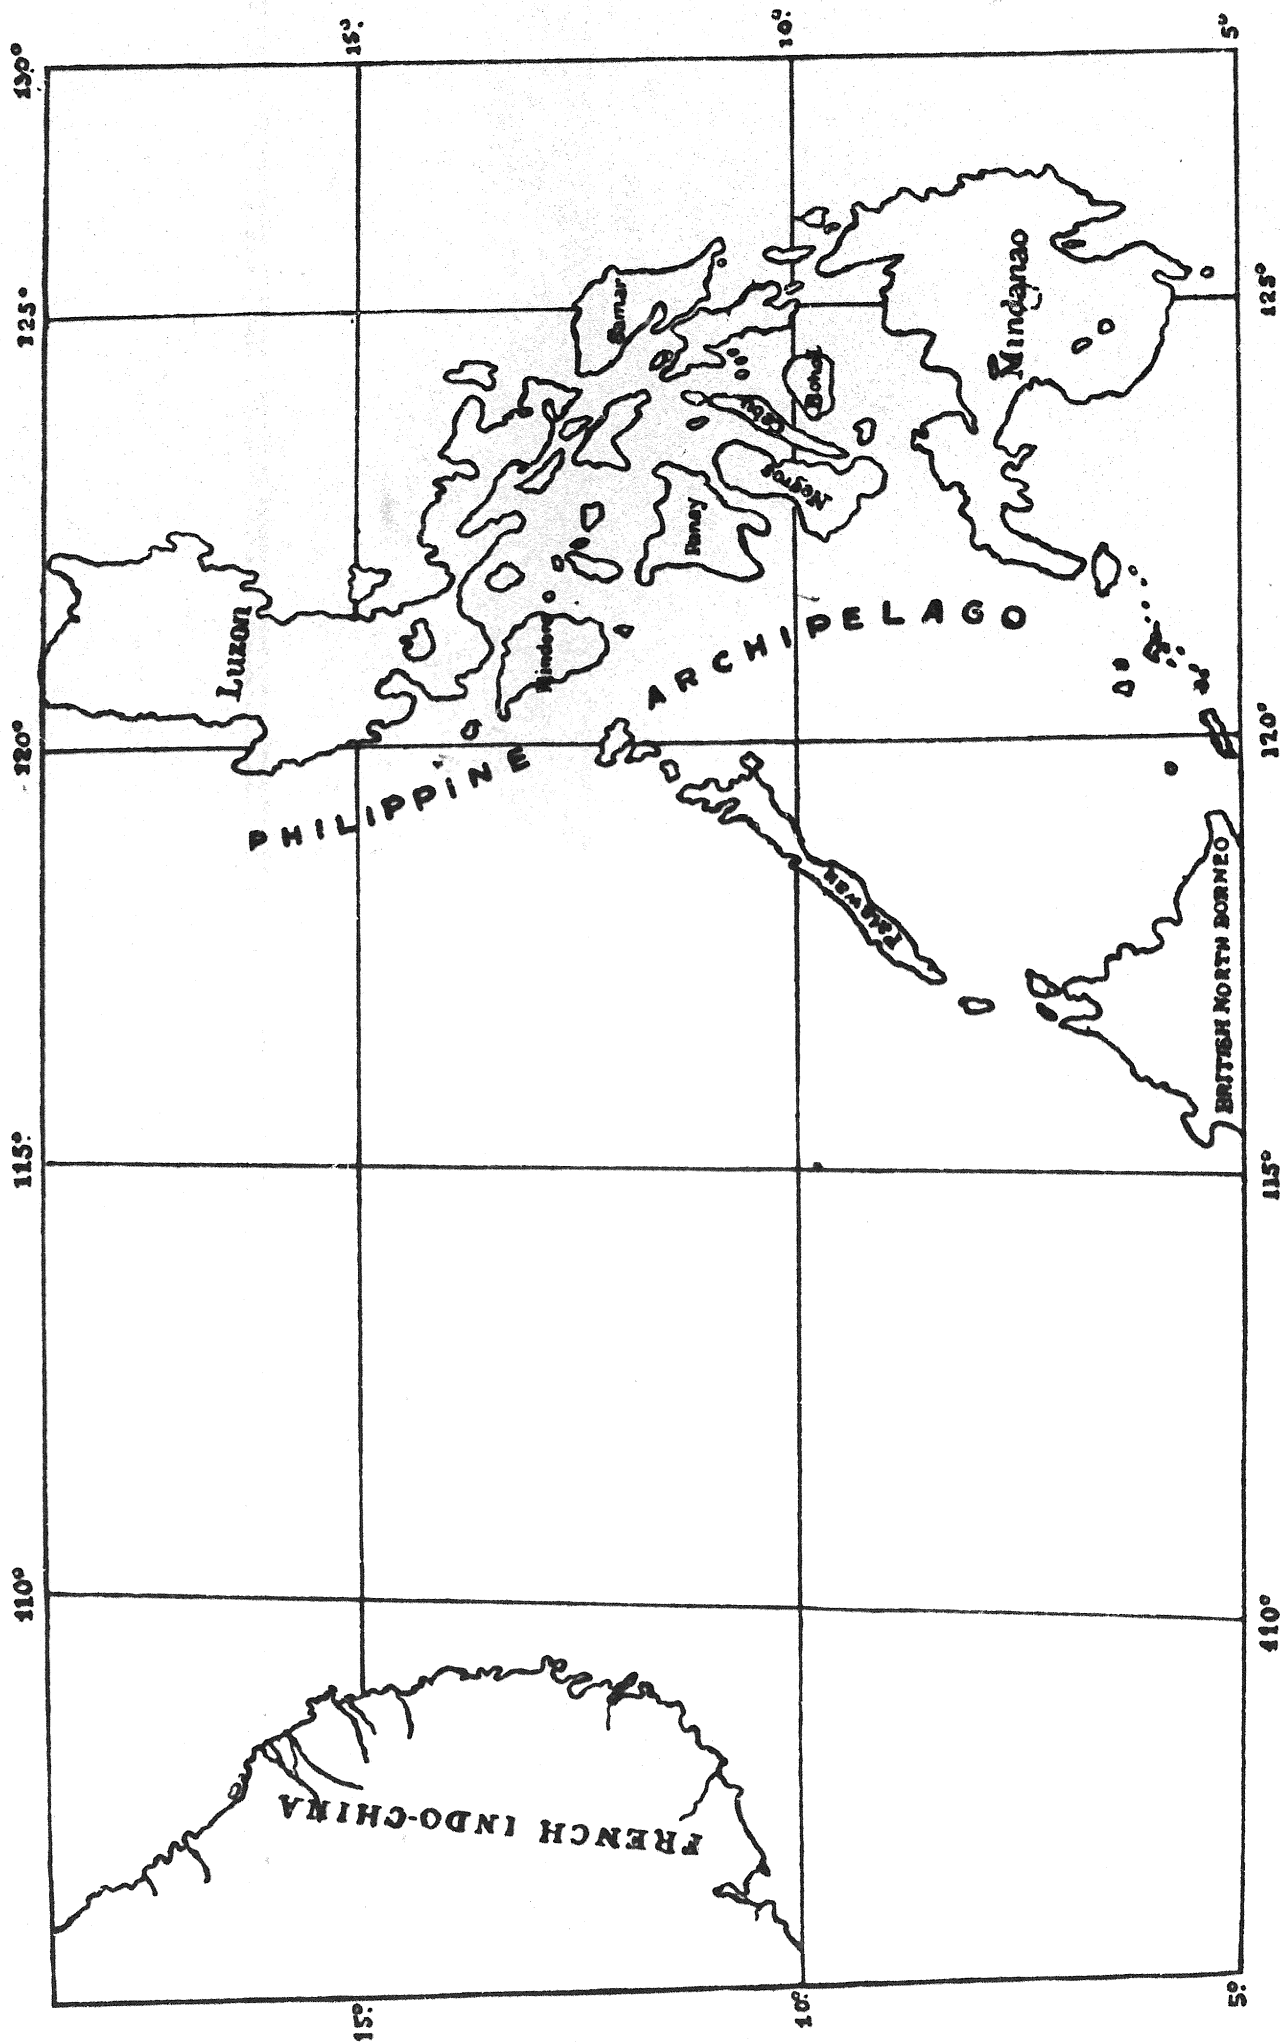 110°
115°
120°
125°
130°
Luzon
PHILIPPINE ARCHIPELAGO
15°
15°
FRENCH INDO-CHINA
Mindoro
Samar
Panay
Cebu
Negros
Bohol
10°
10°
Palawan
Mindanao
BRITISH NORTH BORNEO
5°
5°
110°
115°
120°
125°